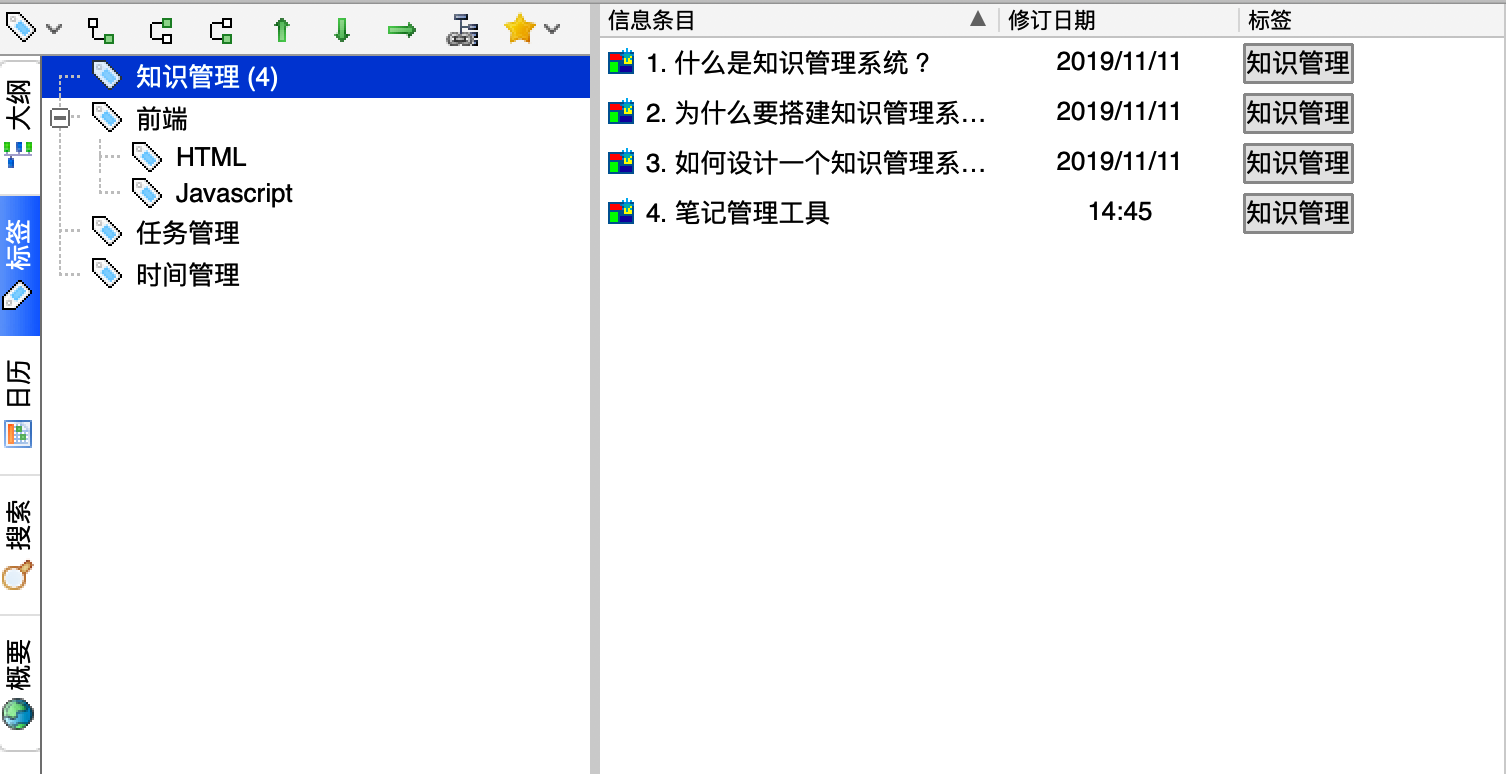 大纲
标签
日历
搜索
概要
知识管理 (4)
前端
HTML
Javascript
任务管理
时间管理
信息条目 修订日期 标签
1. 什么是知识管理系统？ 2019/11/11 知识管理
2. 为什么要搭建知识管理系… 2019/11/11 知识管理
3. 如何设计一个知识管理系… 2019/11/11 知识管理
4. 笔记管理工具 14:45 知识管理